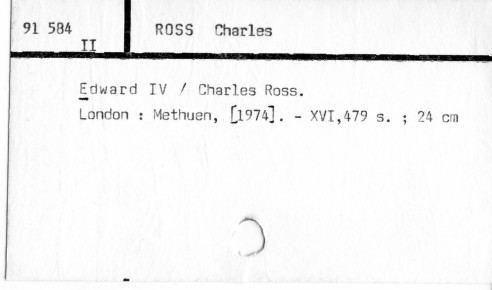 91 584 II ROSS Charles
Edward IV / Charles Ross.
London : Methuen, [1974]. - XVI,479 s. ; 24 cm